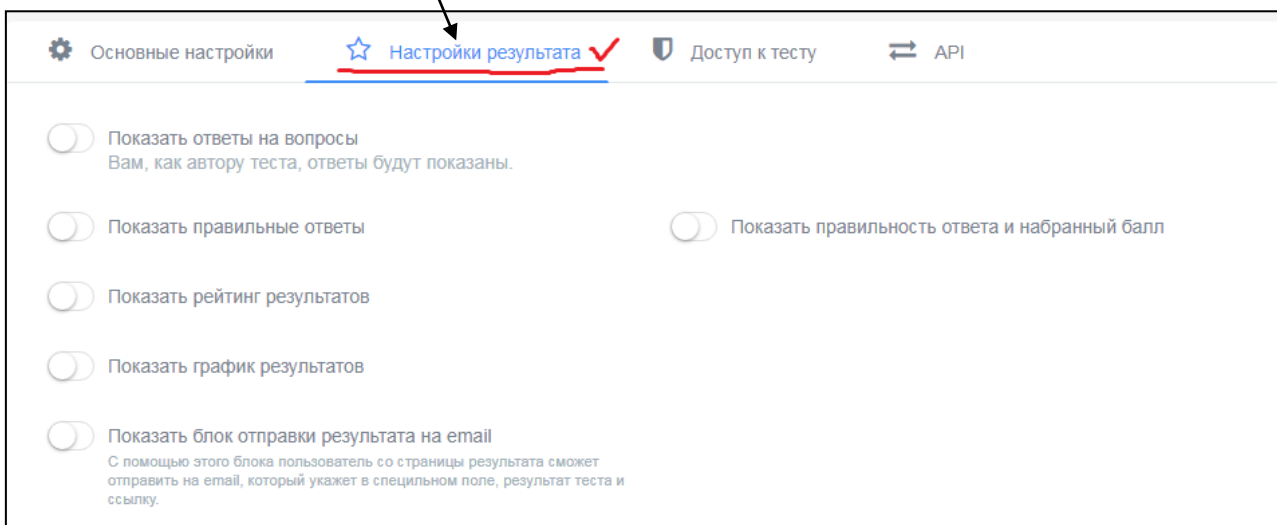 Основные настройки Настройки результата Доступ к тесту API
Показать ответы на вопросы
Вам, как автору теста, ответы будут показаны.
Показать правильные ответы Показать правильность ответа и набранный балл
Показать рейтинг результатов
Показать график результатов
Показать блок отправки результата на email
С помощью этого блока пользователь со страницы результата сможет
отправить на email, который укажет в специльном поле, результат теста и
ссылку.